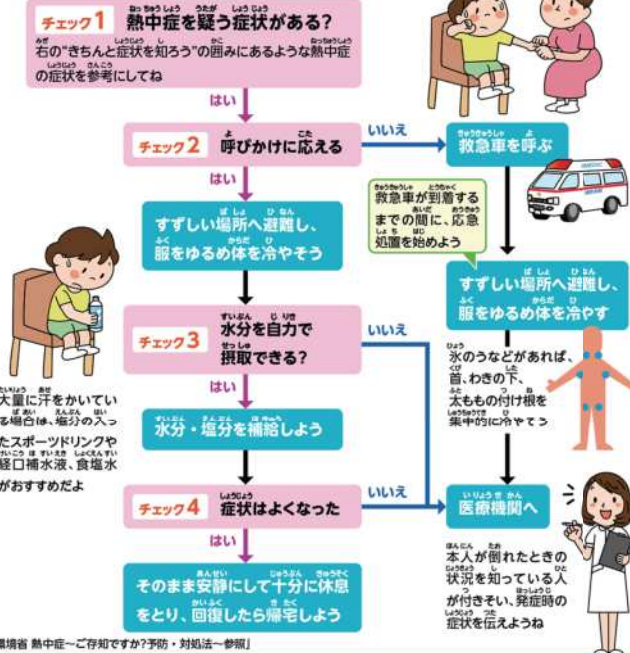 チェック1 熱中症を疑う症状がある?
右の“きちんと症状を知ろう”の囲みにあるような熱中症
の症状を参考にしてね
はい
チェック2 呼びかけに応える
いいえ
救急車を呼ぶ
はい
救急車が到着する
までの間に、応急
処置を始めよう
すずしい場所へ避難し、
服をゆるめ体を冷やそう
すずしい場所へ避難し、
服をゆるめ体を冷やす
チェック3 水分を自力で
摂取できる?
いいえ
氷のうなどがあれば、
首、わきの下、
太ももの付け根を
集中的に冷やそう
はい
大量に汗をかいてい
る場合は、塩分の入っ
たスポーツドリンクや
経口補水液、食塩水
がおすすめだよ
水分・塩分を補給しよう
チェック4 症状はよくなった
いいえ
医療機関へ
はい
本人が倒れたときの
状況を知っている人
が付きそい、発症時の
症状を伝えようね
そのまま安静にして十分に休息
をとり、回復したら帰宅しよう
環境省 熱中症～ご存知ですか?予防・対処法～参照」